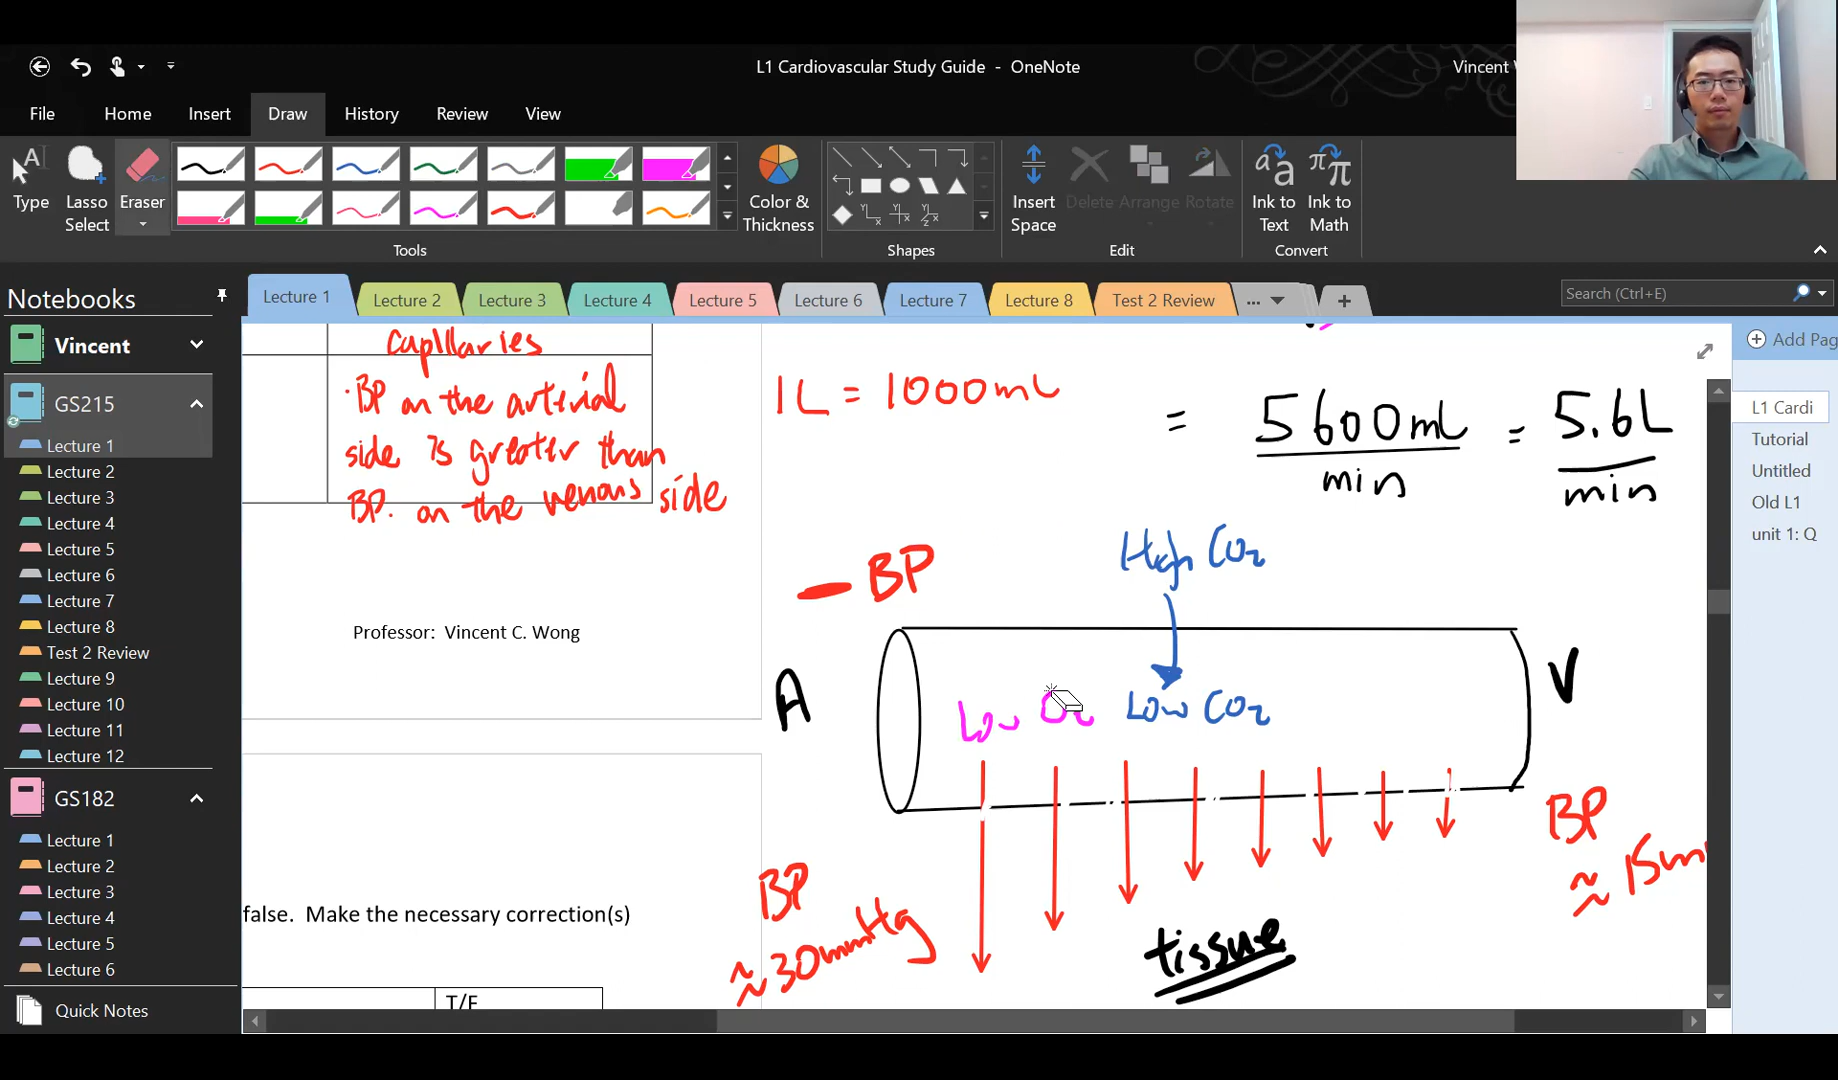 L1 Cardiovascular Study Guide - OneNote
Vincent W
File
Home
Insert
Draw
History
Review
View
Type
Lasso
Select
Eraser
Color &
Thickness
Insert
Space
Delete
Arrange
Rotate
Ink to
Text
Ink to
Math
Tools
Shapes
Edit
Convert
Notebooks
Lecture 1
Lecture 2
Lecture 3
Lecture 4
Lecture 5
Lecture 6
Lecture 7
Lecture 8
Test 2 Review
...
Search (Ctrl+E)
Vincent
GS215
Lecture 1
Lecture 2
Lecture 3
Lecture 4
Lecture 5
Lecture 6
Lecture 7
Lecture 8
Test 2 Review
Lecture 9
Lecture 10
Lecture 11
Lecture 12
GS182
Lecture 1
Lecture 2
Lecture 3
Lecture 4
Lecture 5
Lecture 6
Quick Notes
Add Pag
L1 Cardi
Tutorial
Untitled
Old L1
unit 1: Q
Capillaries
· BP on the arterial
side is greater than
BP. on the venous side
Professor: Vincent C. Wong
false. Make the necessary correction(s)
T/F
1L = 1000mL
= 5600mL = 5.6L
min min
High CO2
BP
A
V
Low O2 Low CO2
BP
≈ 30mmHg
BP
≈ 15m
tissue